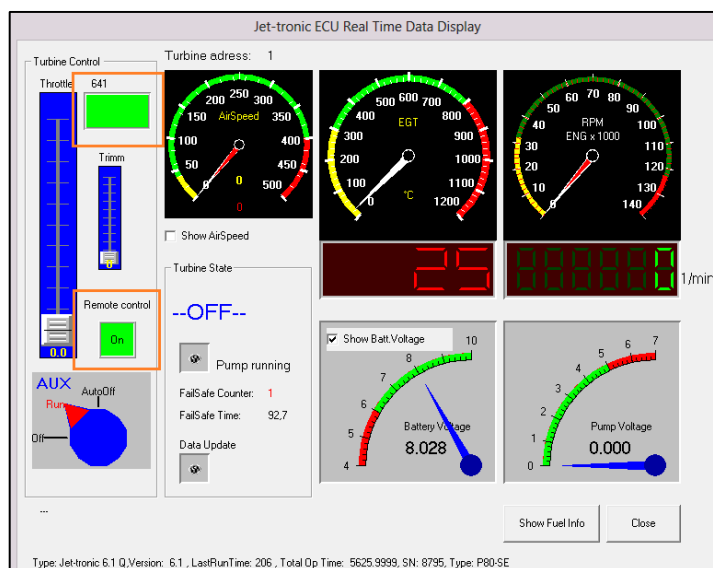 Jet-tronic ECU Real Time Data Display
Turbine Control
Throttle 641
Trimm
0
Remote control
On
0.0
AUX
AutoOff
Run
Off
...
Turbine adress: 1
0 50 100 150 200 250 300 350 400 450 500
AirSpeed
0
0
Show AirSpeed
0 100 200 300 400 500 600 700 800 900 1000 1100 1200
EGT
°C
25
0 10 20 30 40 50 60 70 80 90 100 110 120 130 140
RPM
ENG x 1000
0
1/min
Turbine State
--OFF--
Pump running
FailSafe Counter: 1
FailSafe Time: 92,7
Data Update
Show Batt.Voltage
4 5 6 7 8 10
Battery Voltage
8.028
0 1 2 3 4 5 6 7
Pump Voltage
0.000
Show Fuel Info
Close
Type: Jet-tronic 6.1 Q,Version: 6.1 , LastRunTime: 206 , Total Op Time: 5625.9999, SN: 8795, Type: P80-SE